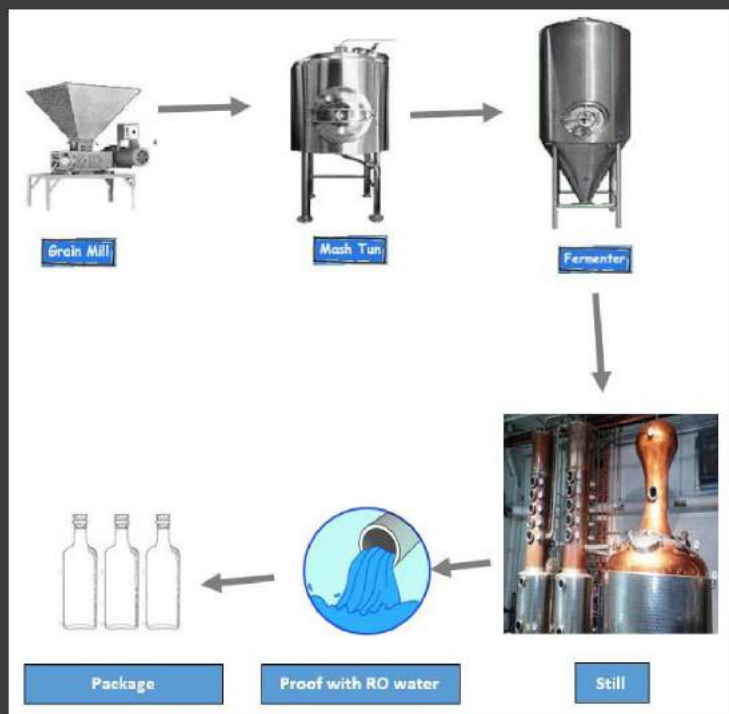 Grain Mill
Mash Tun
Fermenter
Package
Proof with RO water
Still